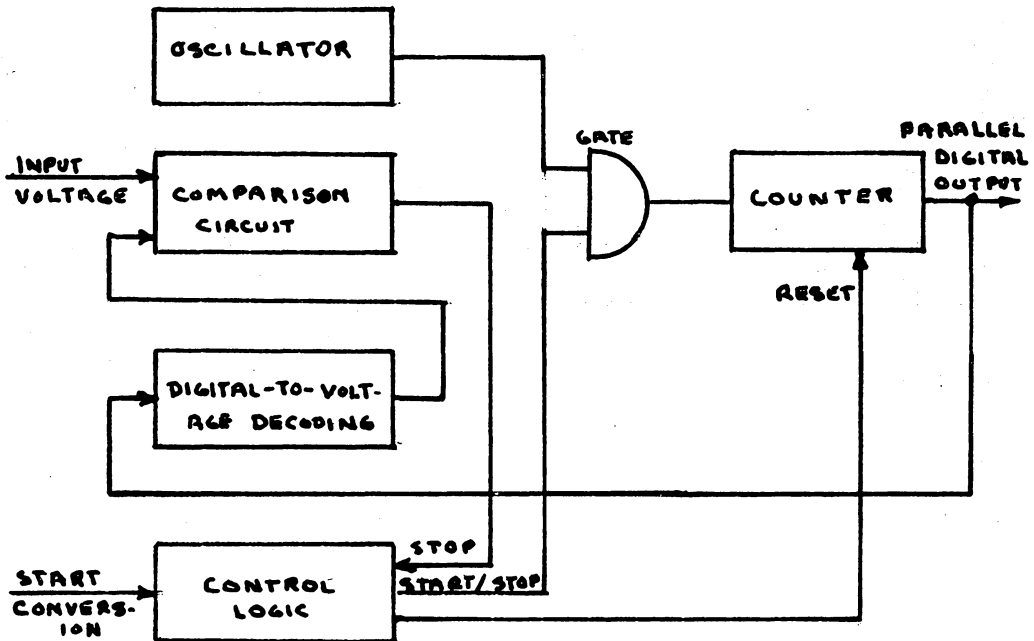 OSCILLATOR
GATE
PARALLEL
DIGITAL
OUTPUT
INPUT
VOLTAGE
COMPARISON
CIRCUIT
COUNTER
RESET
DIGITAL-TO-VOLT-
AGE DECODING
STOP
START
CONVERS-
ION
CONTROL
LOGIC
START/STOP